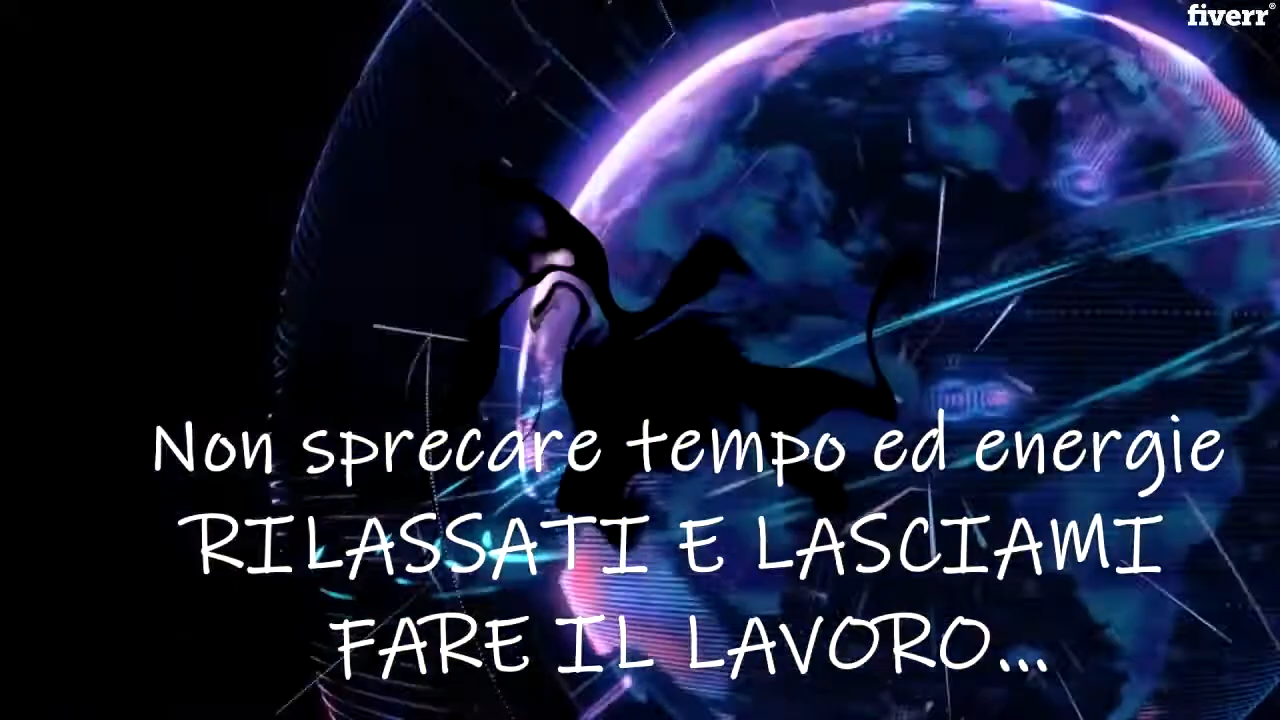 fiverr®
Non sprecare tempo ed energie
RILASSATI E LASCIAMI
FARE IL LAVORO...